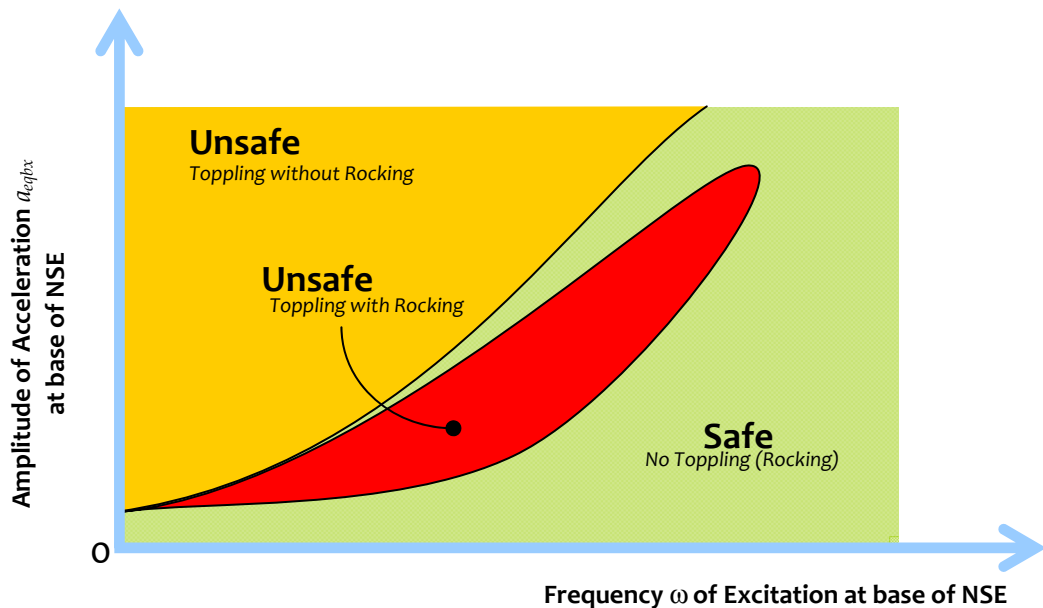 Amplitude of Acceleration a_eqbx
at base of NSE
Unsafe
Toppling without Rocking
Unsafe
Toppling with Rocking
Safe
No Toppling (Rocking)
O
Frequency ω of Excitation at base of NSE